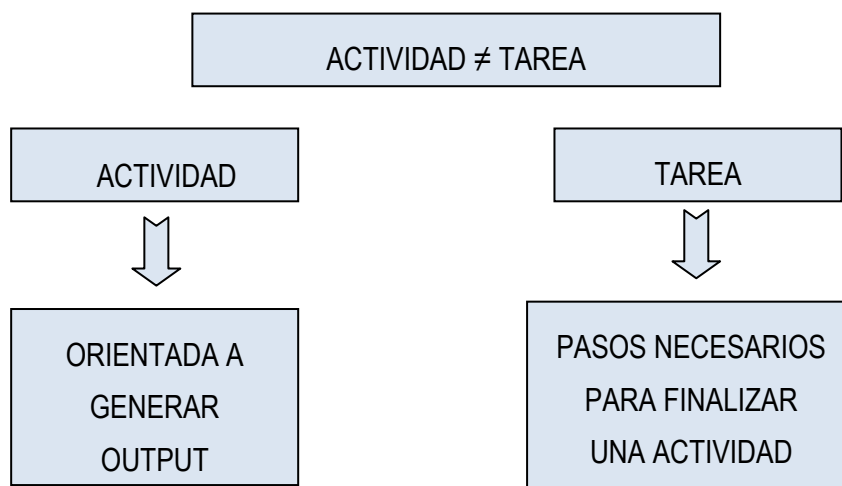 ACTIVIDAD ≠ TAREA
ACTIVIDAD
TAREA
ORIENTADA A
GENERAR
OUTPUT
PASOS NECESARIOS
PARA FINALIZAR
UNA ACTIVIDAD